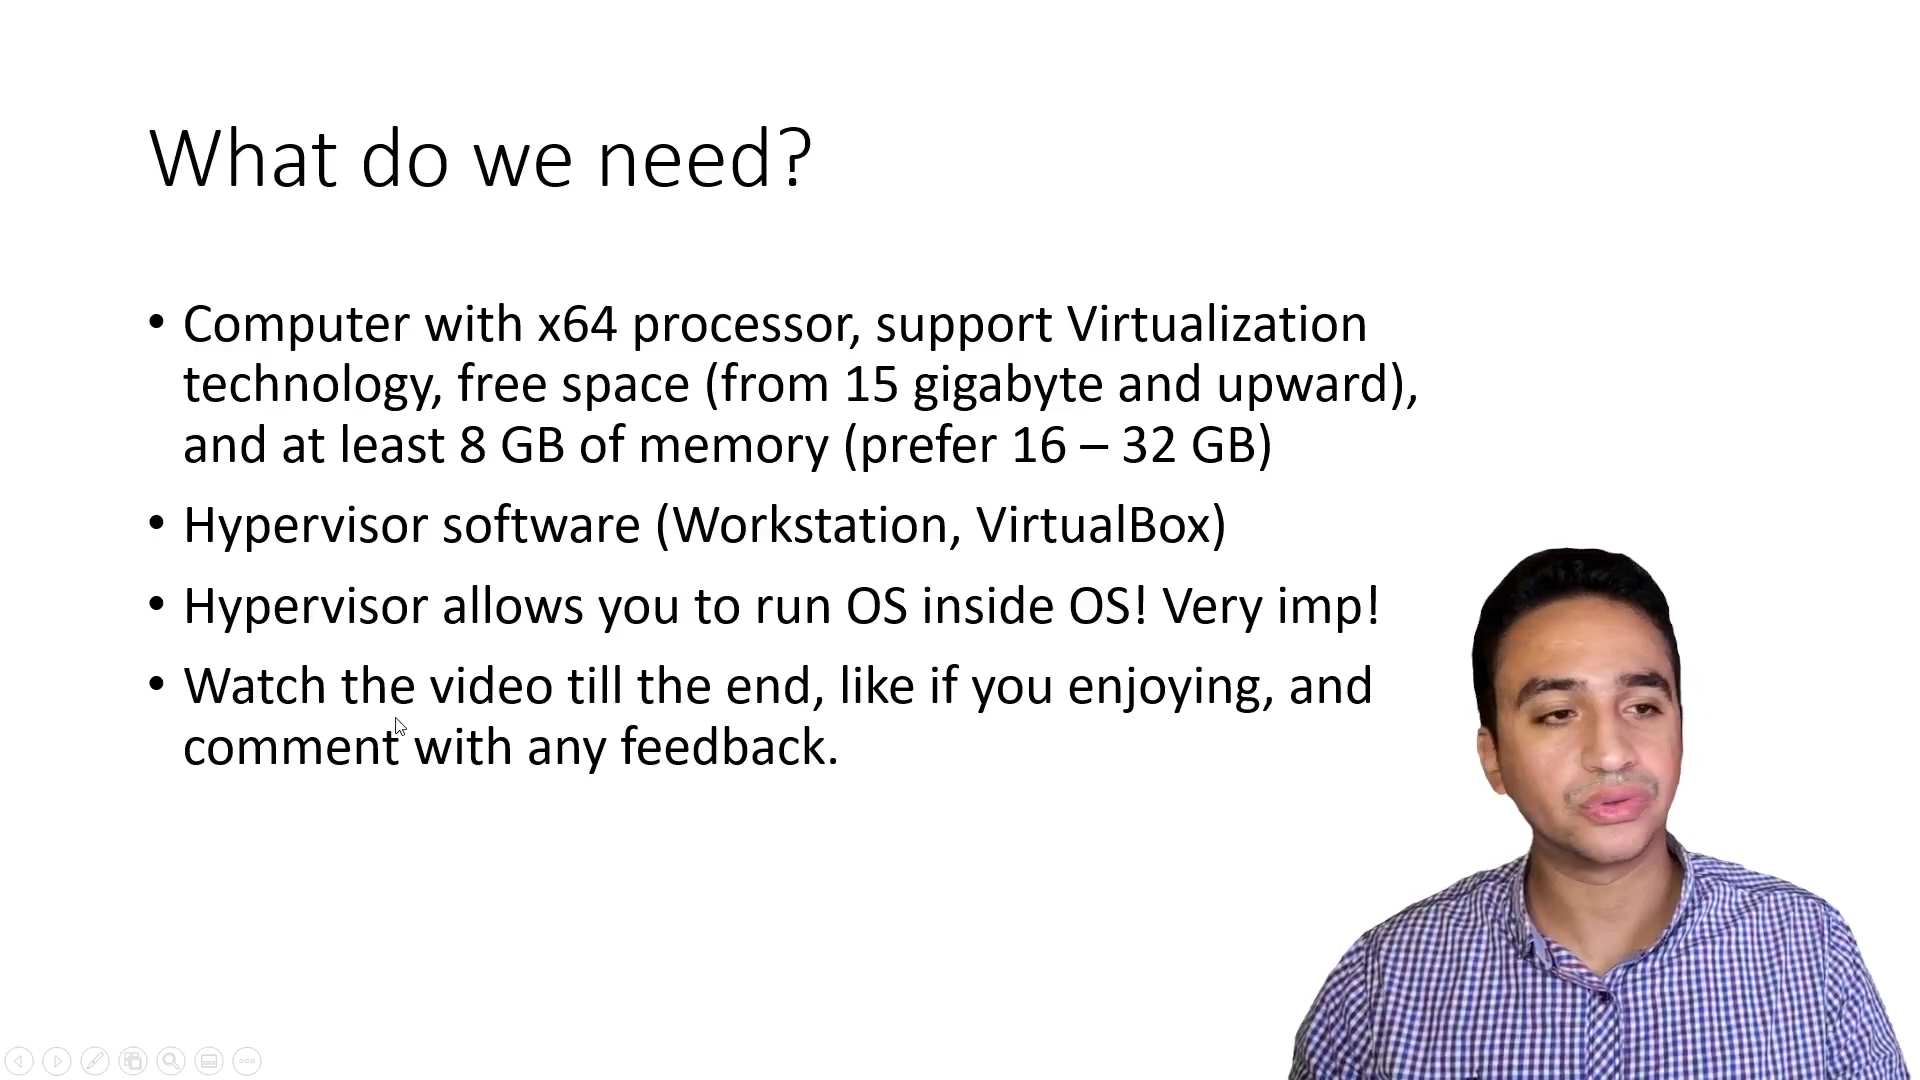 What do we need?
• Computer with x64 processor, support Virtualization
technology, free space (from 15 gigabyte and upward),
and at least 8 GB of memory (prefer 16 – 32 GB)
• Hypervisor software (Workstation, VirtualBox)
• Hypervisor allows you to run OS inside OS! Very imp!
• Watch the video till the end, like if you enjoying, and
comment with any feedback.